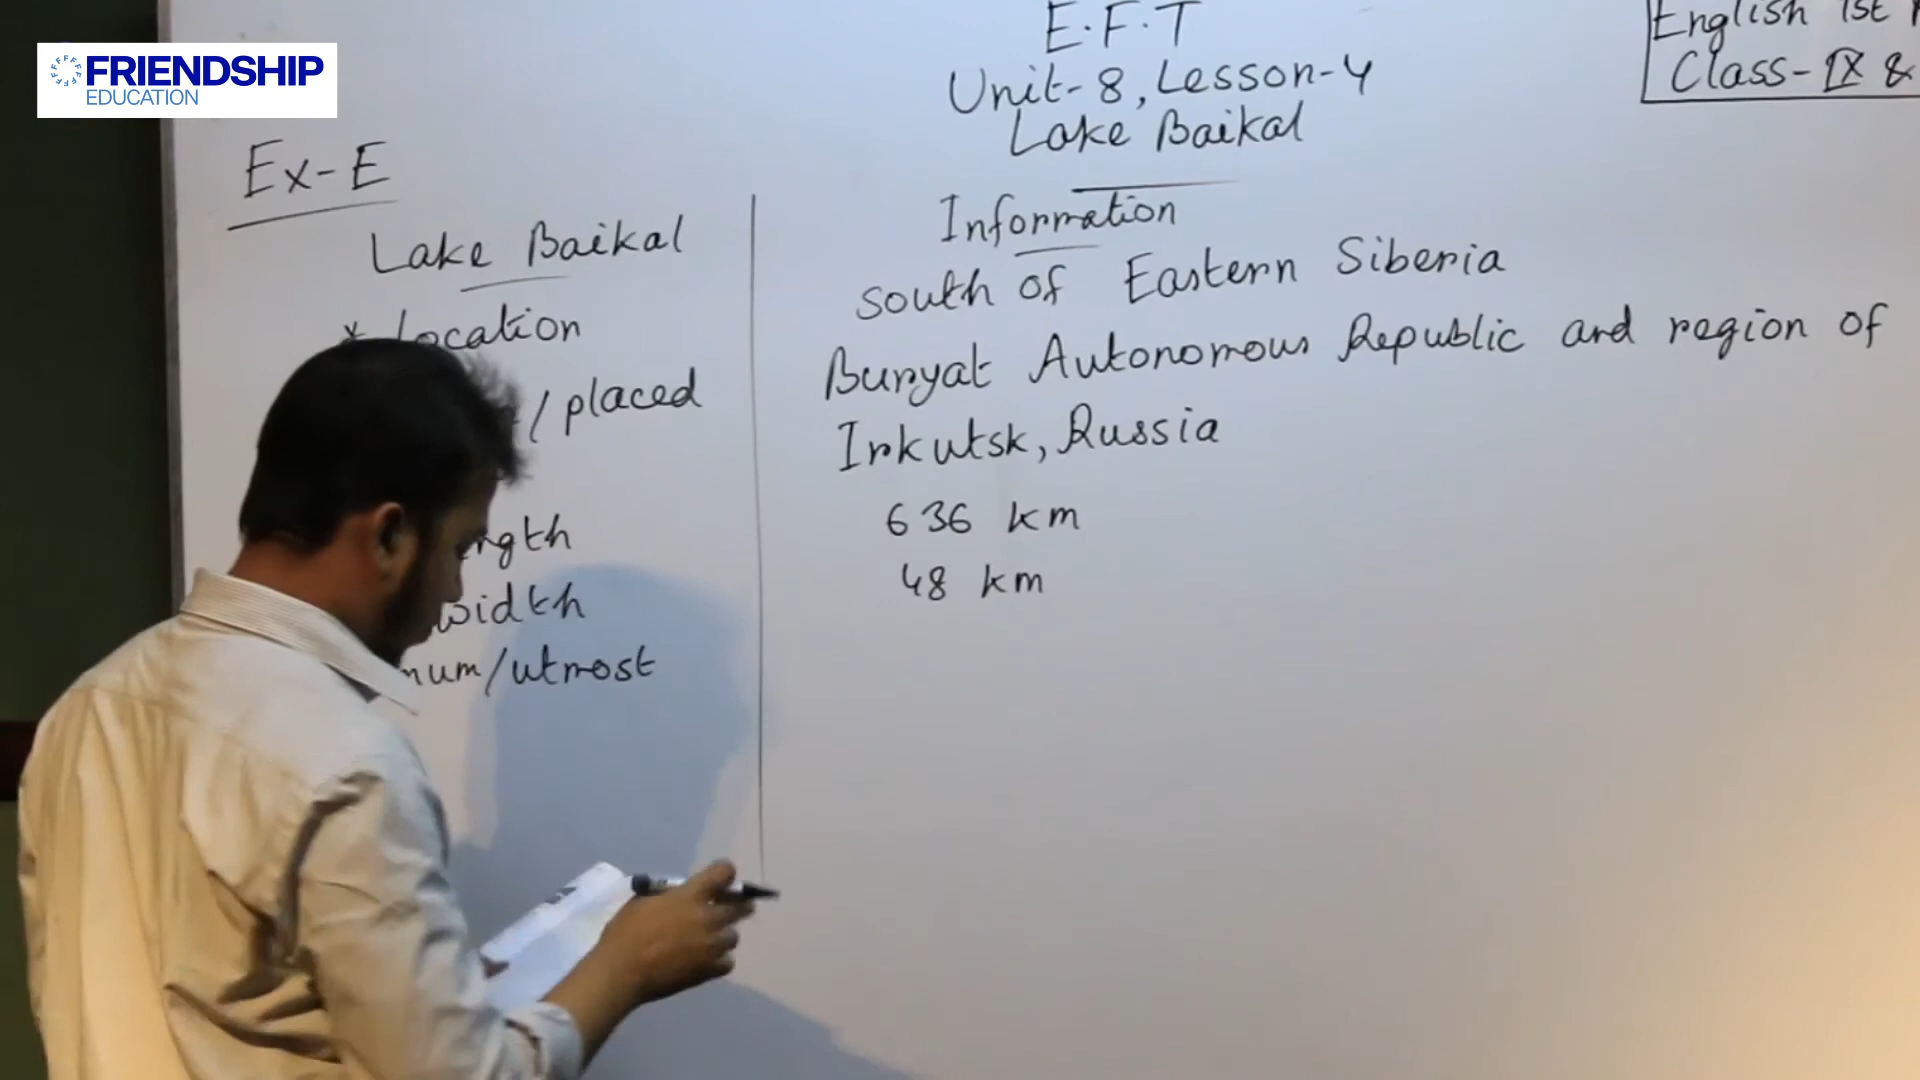 FRIENDSHIP
EDUCATION
E.F.T
Unit-8, Lesson-4
Lake Baikal
English 1st
Class-IX &
Ex-E
Lake Baikal
* Location
/placed
width
/utmost
Information
South of Eastern Siberia
Buryat Autonomous Republic and region of
Irkutsk, Russia
636 km
48 km